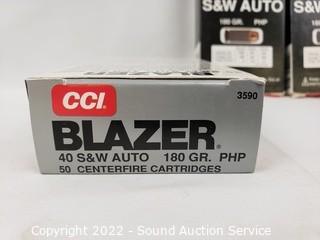 S&W AUTO
180 GR. PHP
S&W
180
CCI
3590
BLAZER®
40 S&W AUTO 180 GR. PHP
50 CENTERFIRE CARTRIDGES
Copyright 2022 - Sound Auction Service